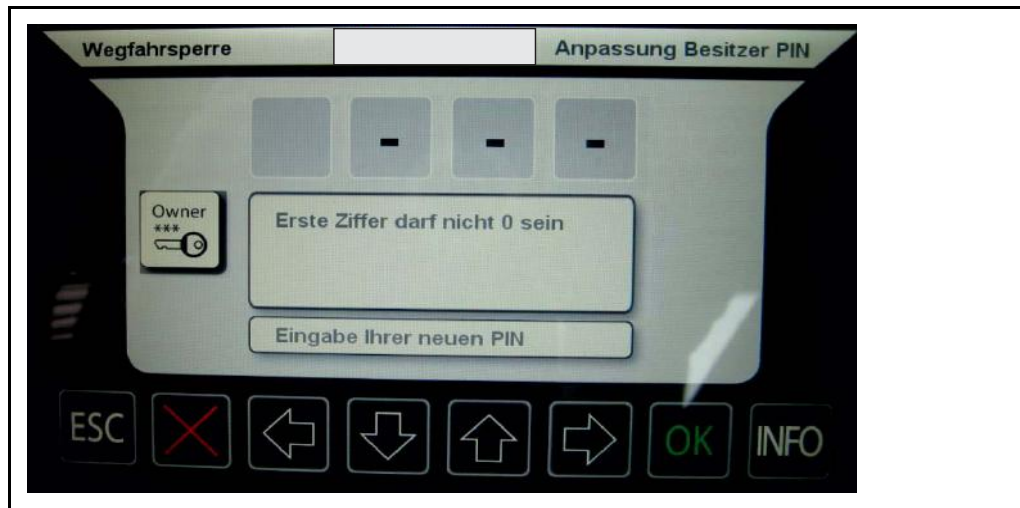 Wegfahrsperre
Anpassung Besitzer PIN
- - -
Owner
***
Erste Ziffer darf nicht 0 sein
Eingabe Ihrer neuen PIN
ESC
OK
INFO